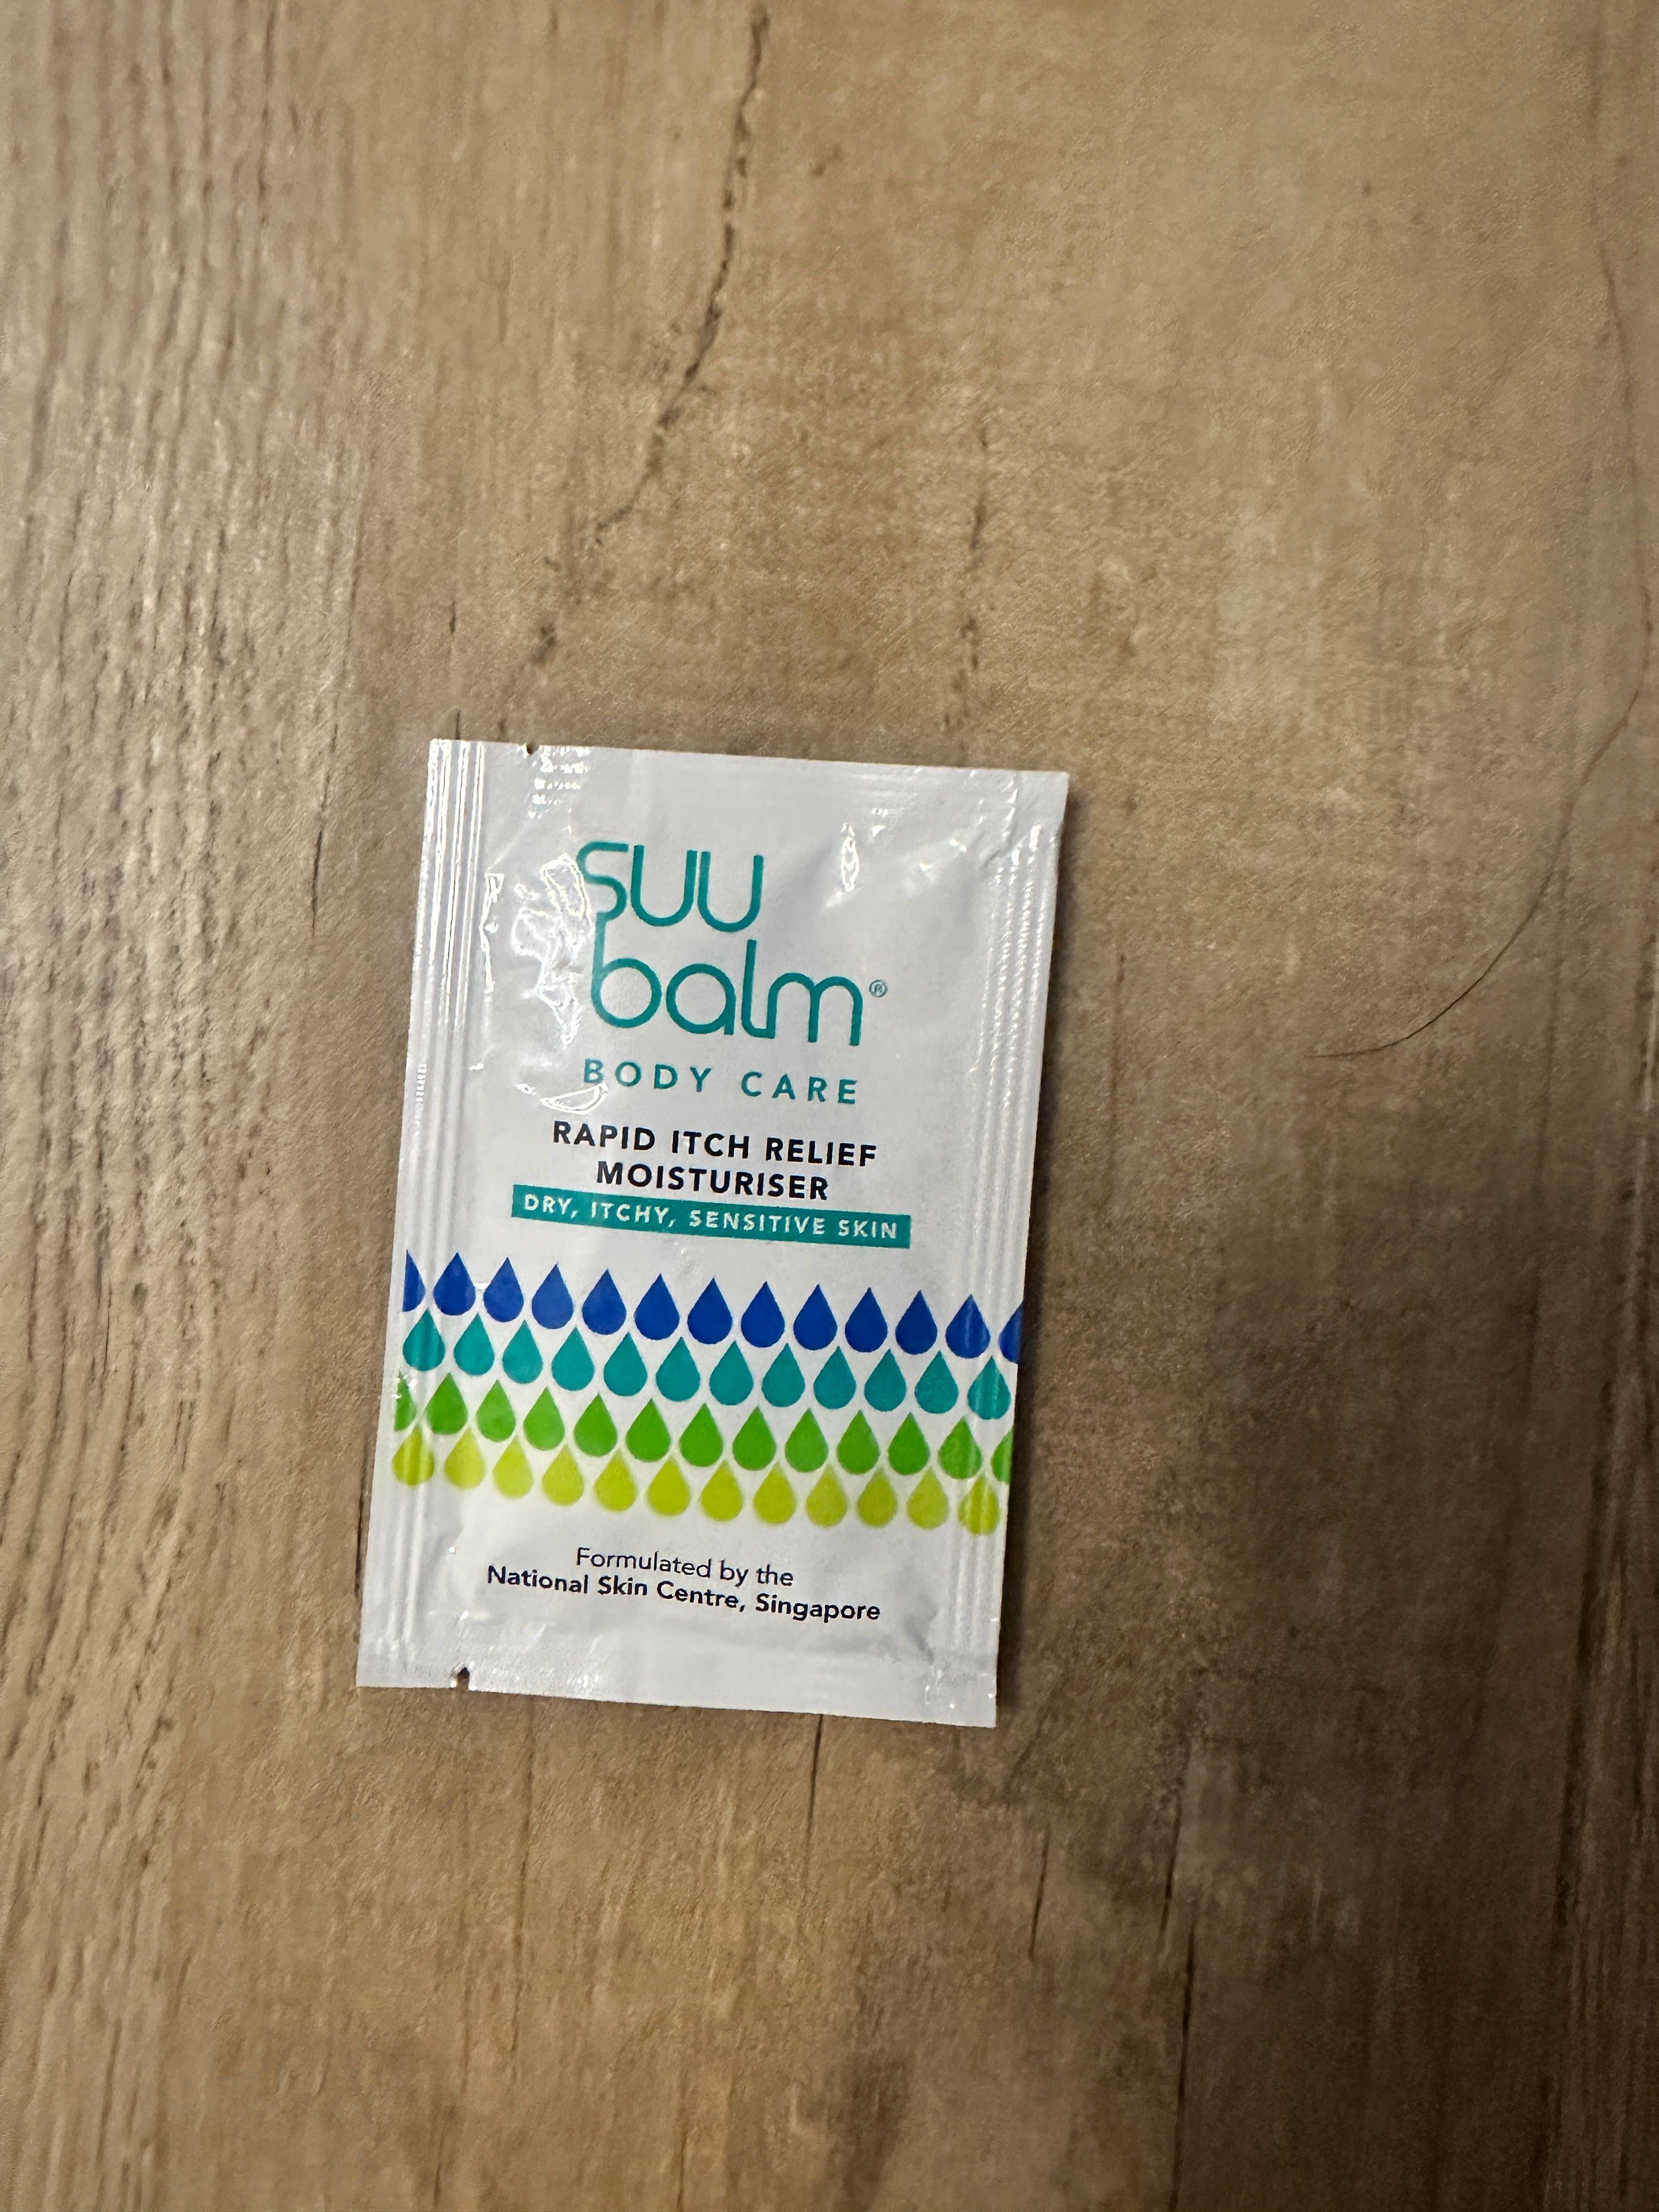 suu
balm®
BODY CARE
RAPID ITCH RELIEF
MOISTURISER
DRY, ITCHY, SENSITIVE SKIN
Formulated by the
National Skin Centre, Singapore